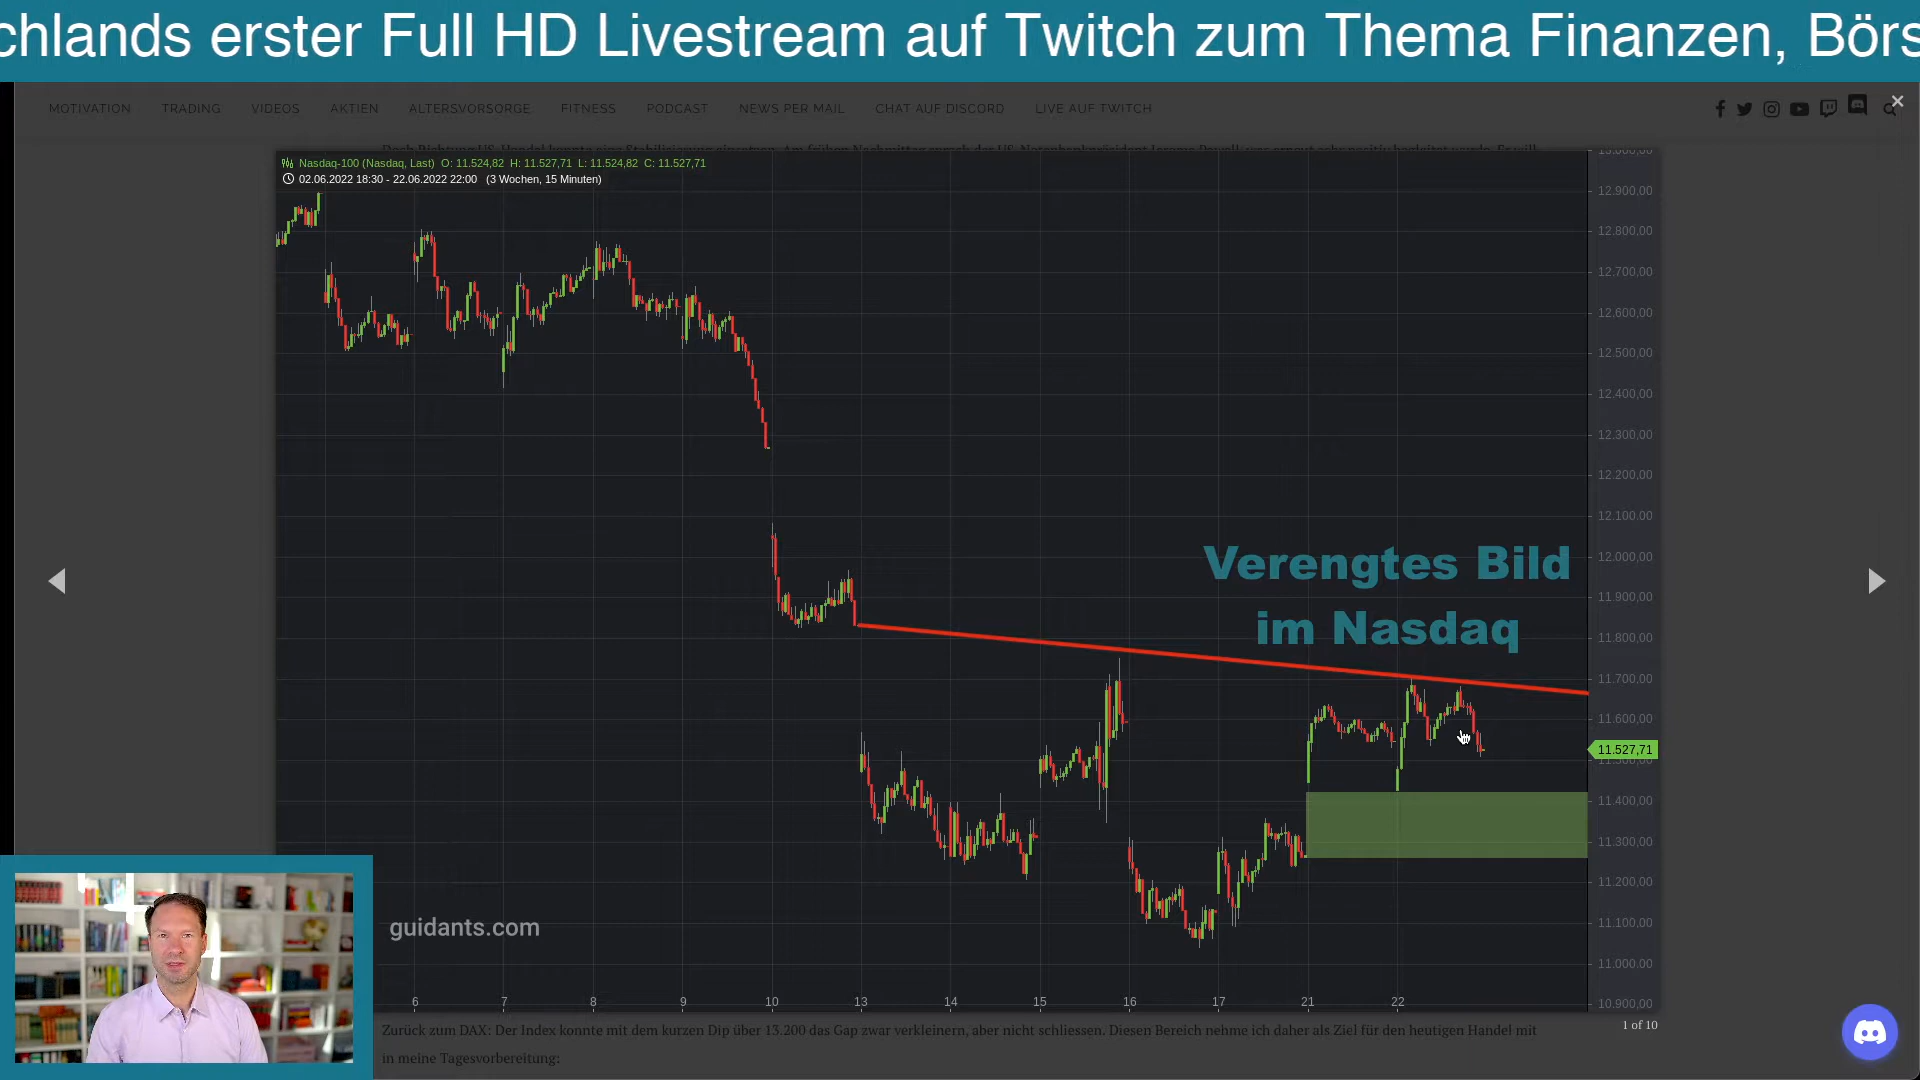 chlands erster Full HD Livestream auf Twitch zum Thema Finanzen, Börs
MOTIVATION TRADING VIDEOS AKTIEN ALTERSVORSORGE FITNESS PODCAST NEWS PER MAIL CHAT AUF DISCORD LIVE AUF TWITCH
Nasdaq-100 (Nasdaq, Last) O: 11.524,82 H: 11.527,71 L: 11.524,82 C: 11.527,71
02.06.2022 18:30 - 22.06.2022 22:00 (3 Wochen, 15 Minuten)
12.900,00
12.800,00
12.700,00
12.600,00
12.500,00
12.400,00
12.300,00
12.200,00
12.100,00
12.000,00
11.900,00
11.800,00
11.700,00
11.600,00
11.527,71
11.400,00
11.300,00
11.200,00
11.100,00
11.000,00
10.900,00
Verengtes Bild
im Nasdaq
guidants.com
6 7 8 9 10 13 14 15 16 17 21 22
1 of 10
Zurück zum DAX: Der Index konnte mit dem kurzen Dip über 13.200 das Gap zwar verkleinern, aber nicht schliessen. Diesen Bereich nehme ich daher als Ziel für den heutigen Handel mit
in meine Tagesvorbereitung: